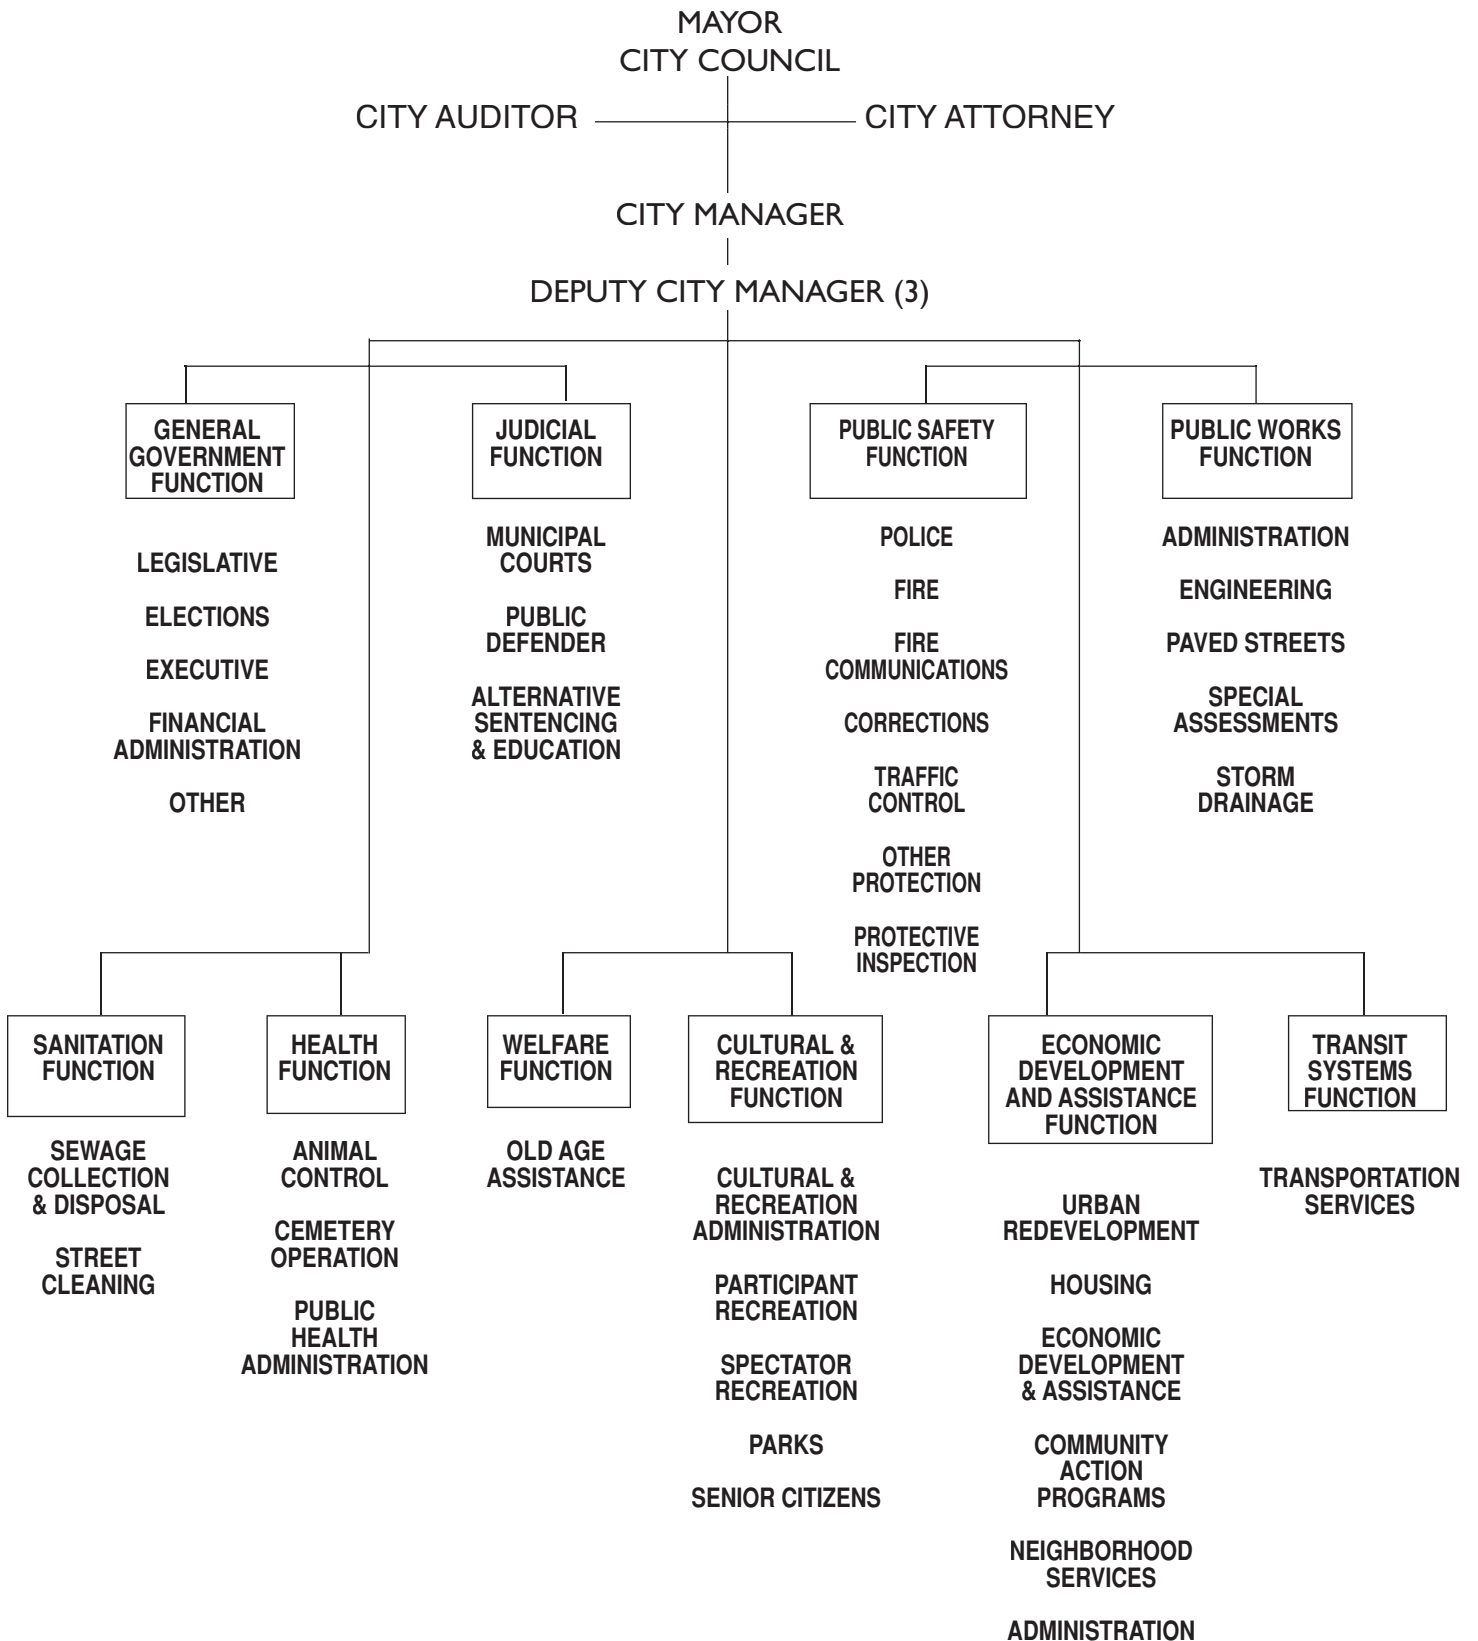 MAYOR
CITY COUNCIL
CITY AUDITOR
CITY ATTORNEY
CITY MANAGER
DEPUTY CITY MANAGER (3)
GENERAL
GOVERNMENT
FUNCTION
LEGISLATIVE
ELECTIONS
EXECUTIVE
FINANCIAL
ADMINISTRATION
OTHER
JUDICIAL
FUNCTION
MUNICIPAL
COURTS
PUBLIC
DEFENDER
ALTERNATIVE
SENTENCING
& EDUCATION
PUBLIC SAFETY
FUNCTION
POLICE
FIRE
FIRE
COMMUNICATIONS
CORRECTIONS
TRAFFIC
CONTROL
OTHER
PROTECTION
PROTECTIVE
INSPECTION
PUBLIC WORKS
FUNCTION
ADMINISTRATION
ENGINEERING
PAVED STREETS
SPECIAL
ASSESSMENTS
STORM
DRAINAGE
SANITATION
FUNCTION
SEWAGE
COLLECTION
& DISPOSAL
STREET
CLEANING
HEALTH
FUNCTION
ANIMAL
CONTROL
CEMETERY
OPERATION
PUBLIC
HEALTH
ADMINISTRATION
WELFARE
FUNCTION
OLD AGE
ASSISTANCE
CULTURAL &
RECREATION
FUNCTION
CULTURAL &
RECREATION
ADMINISTRATION
PARTICIPANT
RECREATION
SPECTATOR
RECREATION
PARKS
SENIOR CITIZENS
ECONOMIC
DEVELOPMENT
AND ASSISTANCE
FUNCTION
URBAN
REDEVELOPMENT
HOUSING
ECONOMIC
DEVELOPMENT
& ASSISTANCE
COMMUNITY
ACTION
PROGRAMS
NEIGHBORHOOD
SERVICES
ADMINISTRATION
TRANSIT
SYSTEMS
FUNCTION
TRANSPORTATION
SERVICES